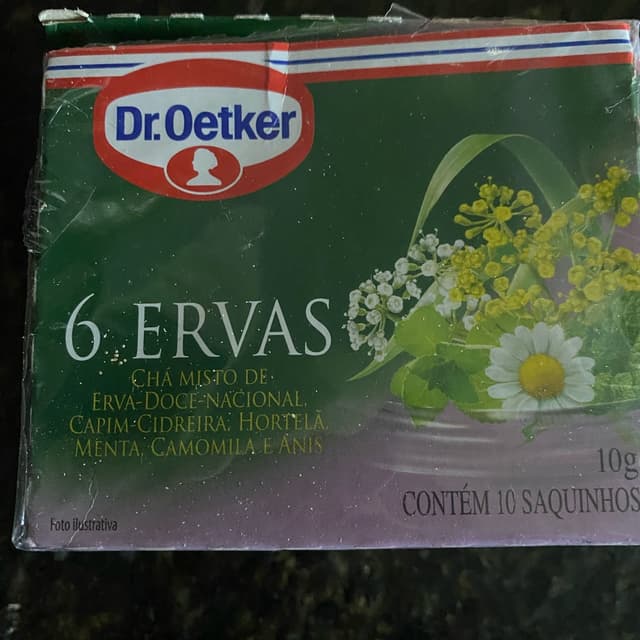 Dr.Oetker
6 ERVAS
CHÁ MISTO DE
ERVA-DOCE-NACIONAL,
CAPIM-CIDREIRA, HORTELÃ,
MENTA, CAMOMILA E ANIS
10g
CONTÉM 10 SAQUINHOS
Foto ilustrativa